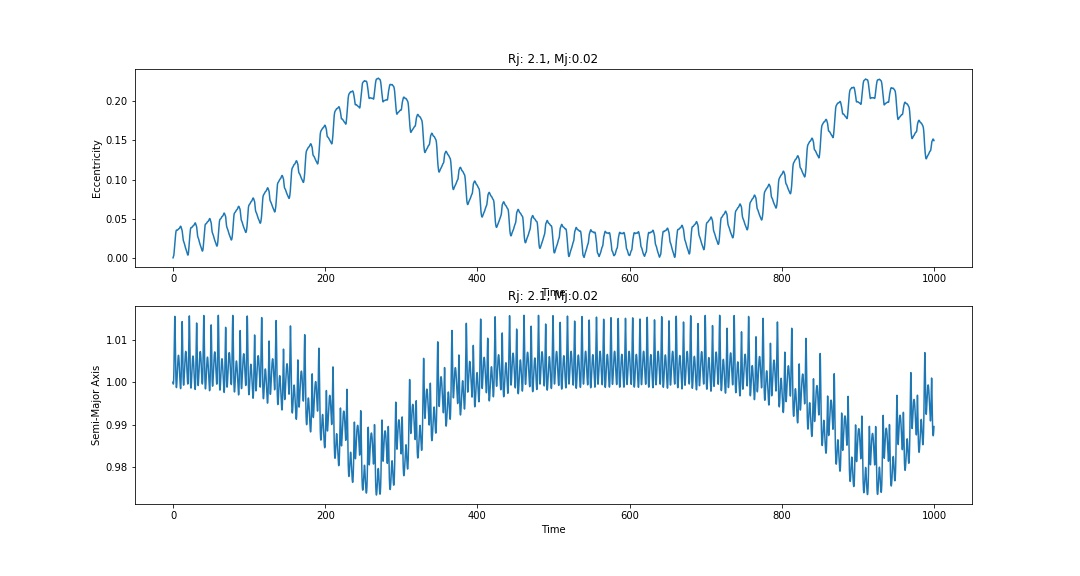 Rj: 2.1, Mj:0.02
Eccentricity
0.20
0.15
0.10
0.05
0.00
0 200 400 600 800 1000
Time
Rj: 2.1, Mj:0.02
Semi-Major Axis
1.01
1.00
0.99
0.98
0 200 400 600 800 1000
Time